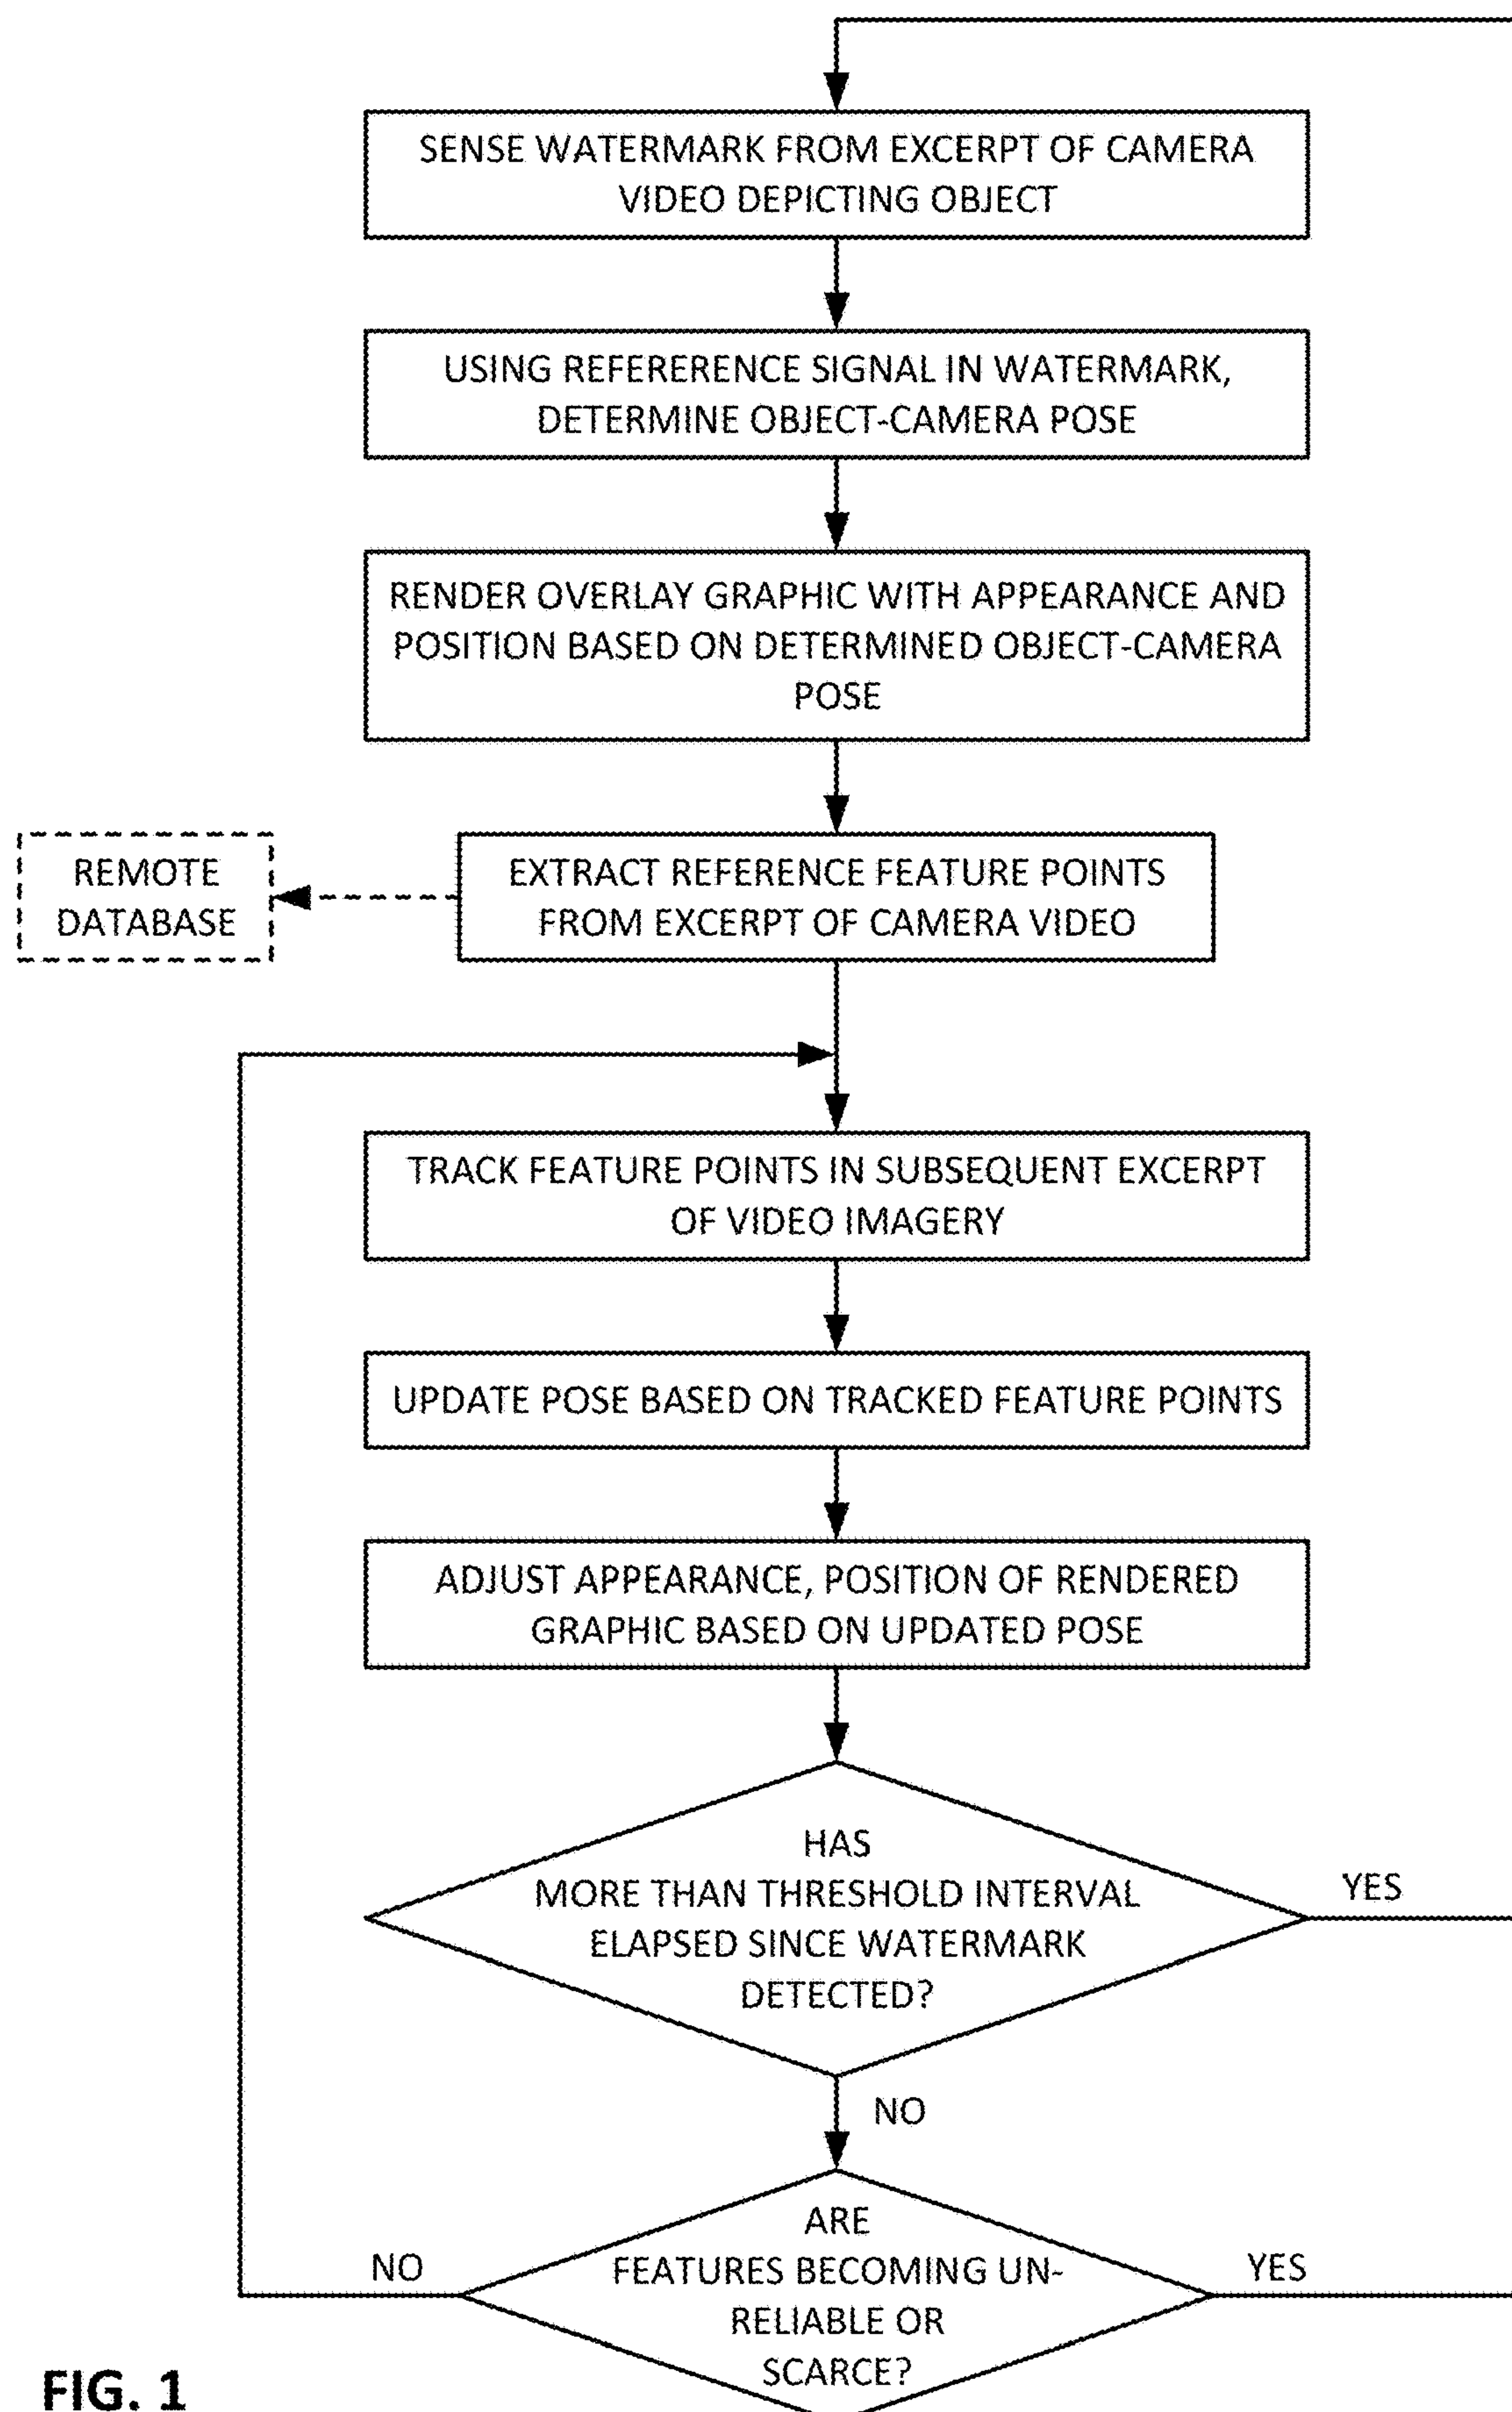 SENSE WATERMARK FROM EXCERPT OF CAMERA
VIDEO DEPICTING OBJECT
USING REFERERENCE SIGNAL IN WATERMARK,
DETERMINE OBJECT-CAMERA POSE
RENDER OVERLAY GRAPHIC WITH APPEARANCE AND
POSITION BASED ON DETERMINED OBJECT-CAMERA
POSE
REMOTE
DATABASE
EXTRACT REFERENCE FEATURE POINTS
FROM EXCERPT OF CAMERA VIDEO
TRACK FEATURE POINTS IN SUBSEQUENT EXCERPT
OF VIDEO IMAGERY
UPDATE POSE BASED ON TRACKED FEATURE POINTS
ADJUST APPEARANCE, POSITION OF RENDERED
GRAPHIC BASED ON UPDATED POSE
HAS
MORE THAN THRESHOLD INTERVAL
ELAPSED SINCE WATERMARK
DETECTED?
YES
NO
ARE
FEATURES BECOMING UN-
RELIABLE OR
SCARCE?
NO
YES
FIG. 1